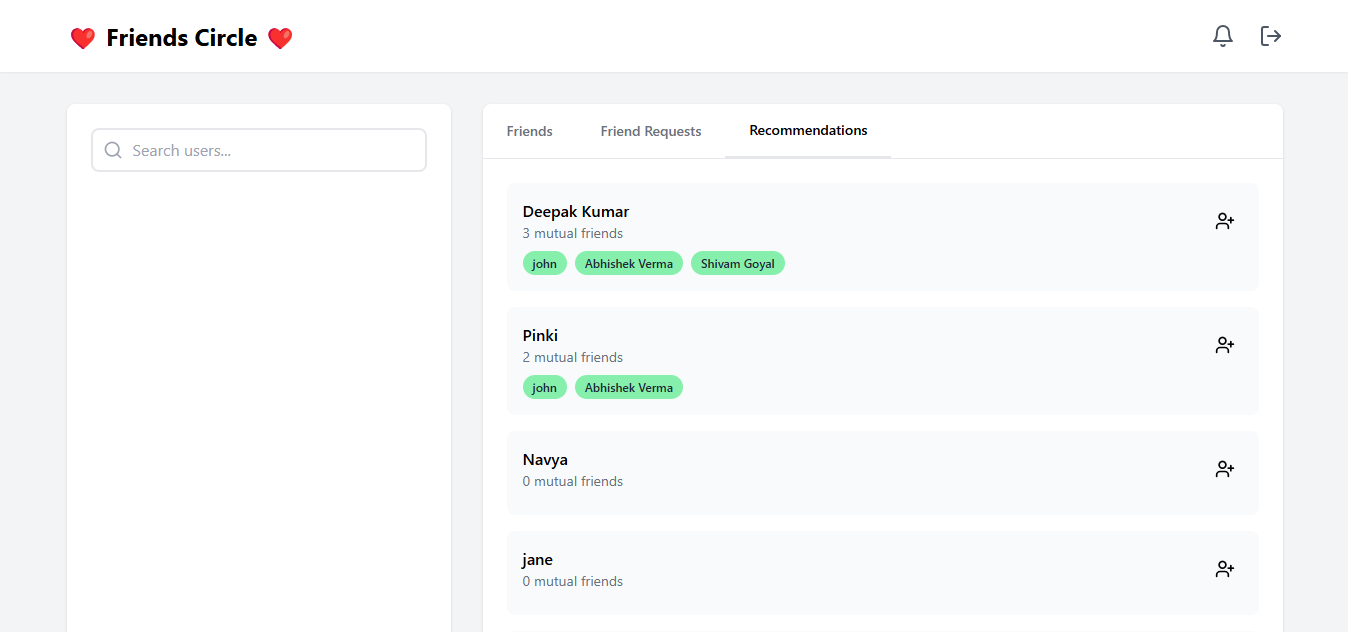 ❤️ Friends Circle ❤️
Search users...
Friends Friend Requests Recommendations
Deepak Kumar
3 mutual friends
john Abhishek Verma Shivam Goyal
Pinki
2 mutual friends
john Abhishek Verma
Navya
0 mutual friends
jane
0 mutual friends